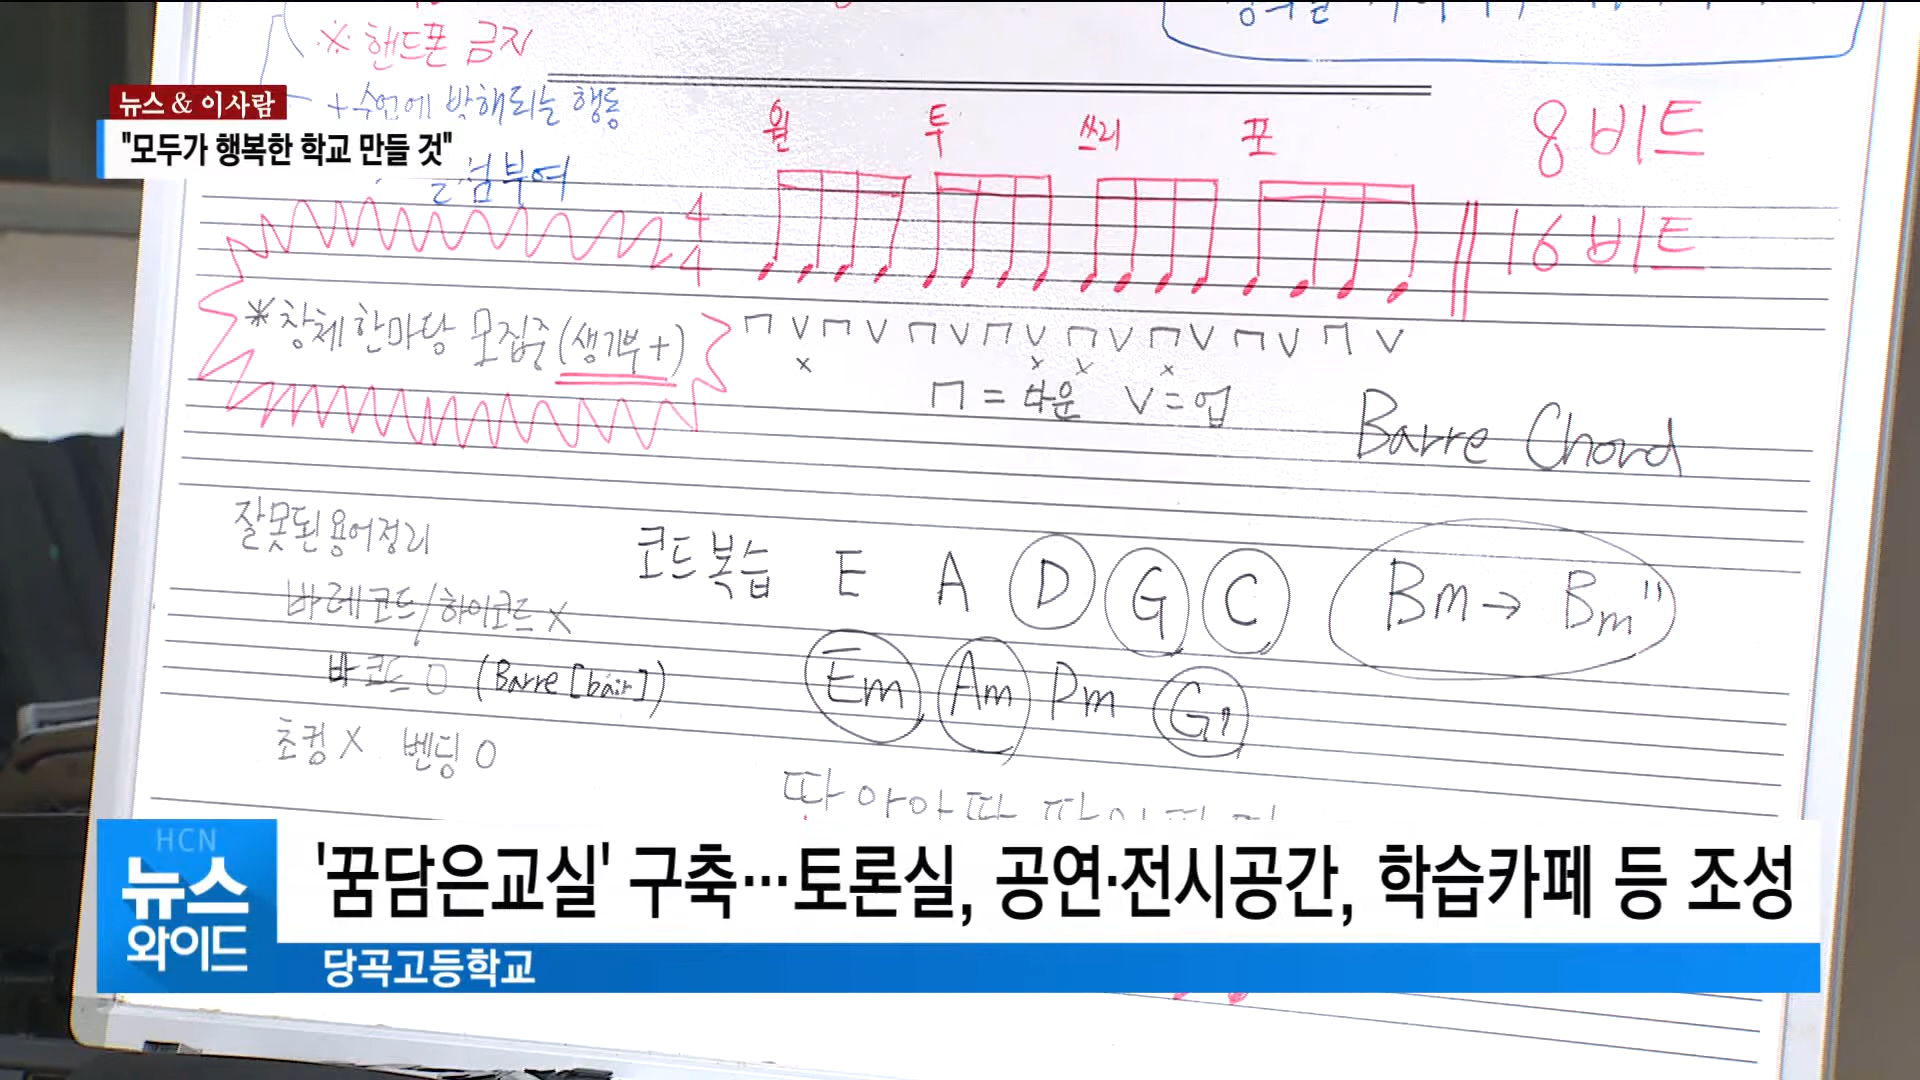 ※ 핸드폰 금지
+ 수업에 방해되는 행동
점부여
뉴스 & 이사람
"모두가 행복한 학교 만들 것"
원 투 쓰리 포
8 비트
16 비트
4
4
* 창체한마당 모집중 (생기부+)
⊓ V ⊓ V ⊓ V ⊓ V ⊓ V ⊓ V ⊓ V ⊓ V
x x x x
⊓ = 다운 V = 업
Barre Chord
잘못된 용어정리
바레코드/하이코드 X
바 코드 O (Barre [bair])
초킹 X 벤딩 O
코드 복습 E A D G C Bm → Bm"
Em Am Dm G1
HCN
뉴스
와이드
'꿈담은교실' 구축…토론실, 공연·전시공간, 학습카페 등 조성
당곡고등학교